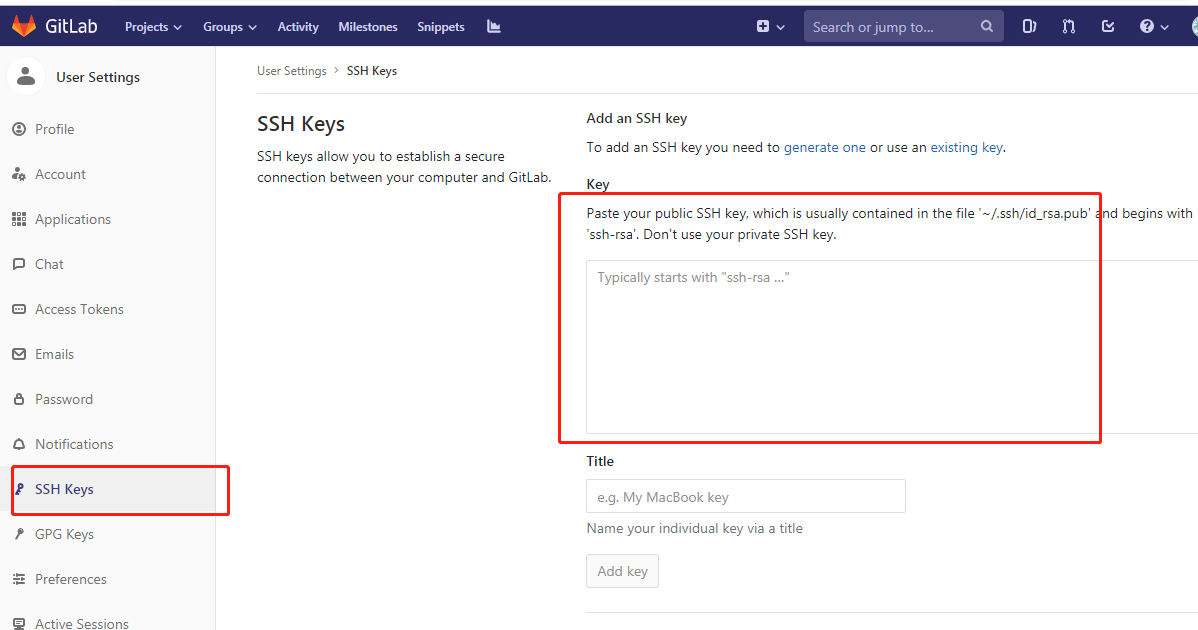 GitLab Projects Groups Activity Milestones Snippets Search or jump to...
User Settings
Profile
Account
Applications
Chat
Access Tokens
Emails
Password
Notifications
SSH Keys
GPG Keys
Preferences
Active Sessions
User Settings > SSH Keys
SSH Keys
SSH keys allow you to establish a secure
connection between your computer and GitLab.
Add an SSH key
To add an SSH key you need to generate one or use an existing key.
Key
Paste your public SSH key, which is usually contained in the file '~/.ssh/id_rsa.pub' and begins with
'ssh-rsa'. Don't use your private SSH key.
Typically starts with "ssh-rsa ..."
Title
e.g. My MacBook key
Name your individual key via a title
Add key